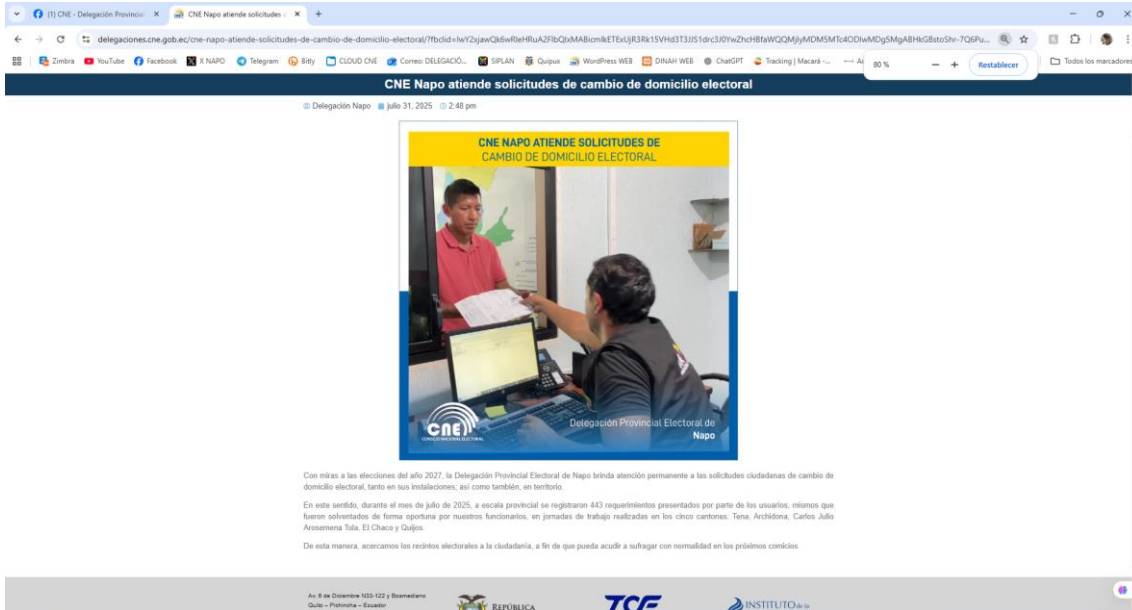 (1) CNE - Delegación Provincial
CNE Napo atiende solicitudes
delegaciones.cne.gob.ec/cne-napo-atiende-solicitudes-de-cambio-de-domicilio-electoral/
Zimbra YouTube Facebook X NAPO Telegram Bitly CLOUD CNE Correo: DELEGACIÓ... SIPLAN Quipux WordPress WEB DINAH WEB ChatGPT Tracking | Macará -... Todos los marcadores
80 % − + Restablecer
CNE Napo atiende solicitudes de cambio de domicilio electoral
Delegación Napo julio 31, 2025 2:48 pm
CNE NAPO ATIENDE SOLICITUDES DE
CAMBIO DE DOMICILIO ELECTORAL
CNE
CONSEJO NACIONAL ELECTORAL
Delegación Provincial Electoral de
Napo
Con miras a las elecciones del año 2027, la Delegación Provincial Electoral de Napo brinda atención permanente a las solicitudes ciudadanas de cambio de
domicilio electoral, tanto en sus instalaciones; así como también, en territorio.
En este sentido, durante el mes de julio de 2025, a escala provincial se registraron 443 requerimientos presentados por parte de los usuarios, mismos que
fueron solventados de forma oportuna por nuestros funcionarios, en jornadas de trabajo realizadas en los cinco cantones: Tena, Archidona, Carlos Julio
Arosemena Tola, El Chaco y Quijos.
De esta manera, acercamos los recintos electorales a la ciudadanía, a fin de que pueda acudir a sufragar con normalidad en los próximos comicios.
Av. 6 de Diciembre N33-122 y Bosmediano
Quito – Pichincha – Ecuador
REPÚBLICA
TCE
INSTITUTO de la